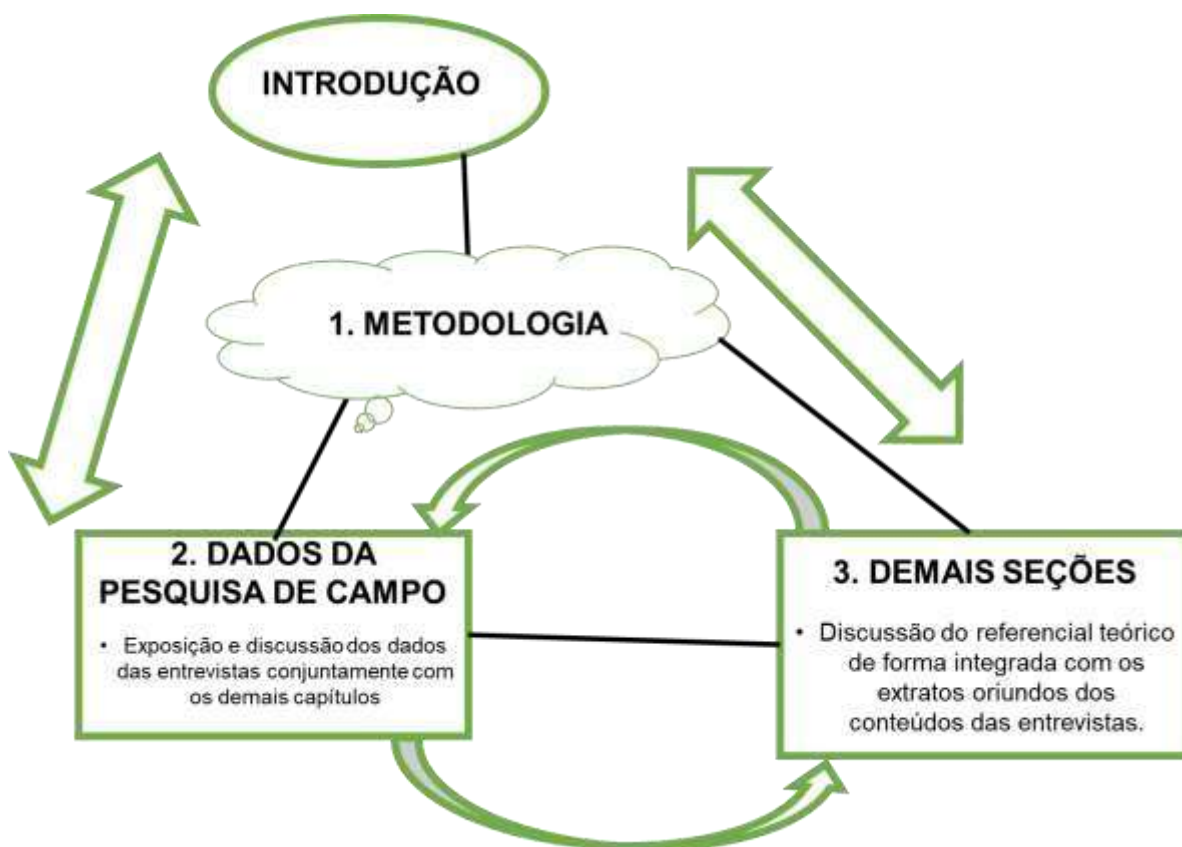 INTRODUÇÃO
1. METODOLOGIA
2. DADOS DA
PESQUISA DE CAMPO
• Exposição e discussão dos dados
das entrevistas conjuntamente com
os demais capítulos
3. DEMAIS SEÇÕES
• Discussão do referencial teórico
de forma integrada com os
extratos oriundos dos
conteúdos das entrevistas.